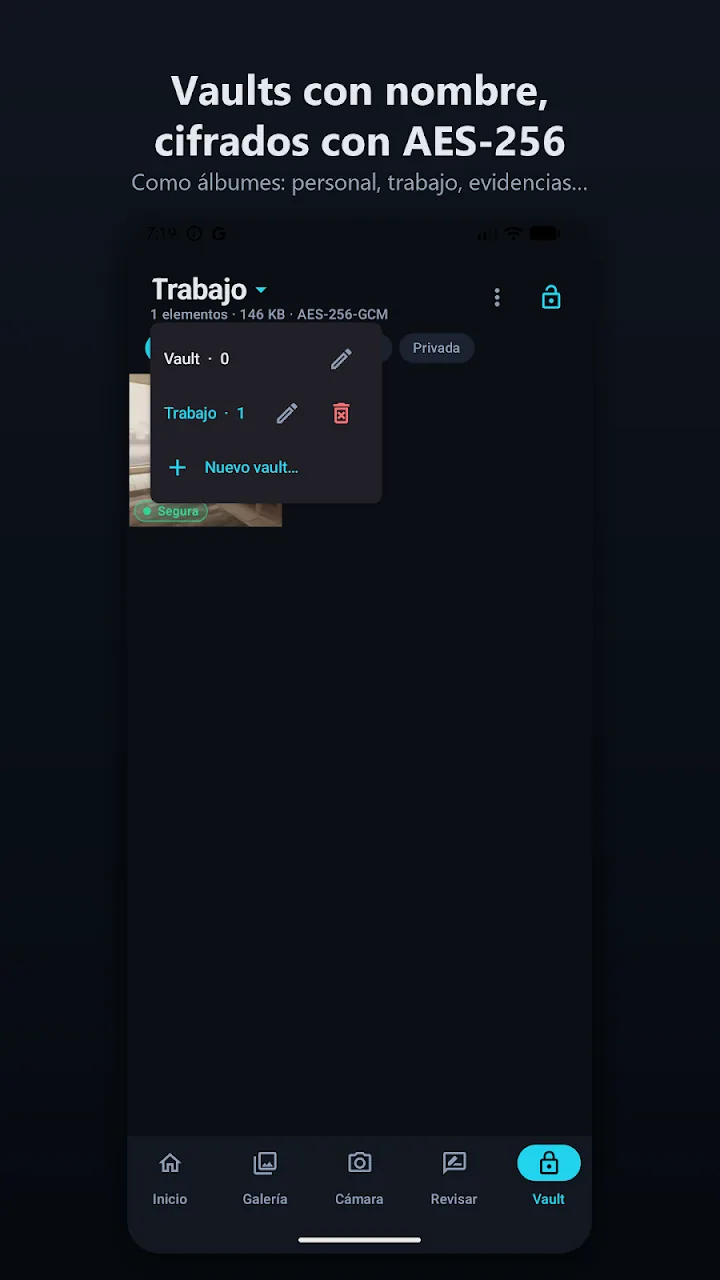 Vaults con nombre,
cifrados con AES-256
Como álbumes: personal, trabajo, evidencias...
7:19 G
Trabajo
1 elementos · 146 KB · AES-256-GCM
Privada
Vault · 0
Trabajo · 1
Nuevo vault...
Segura
Inicio Galería Cámara Revisar Vault